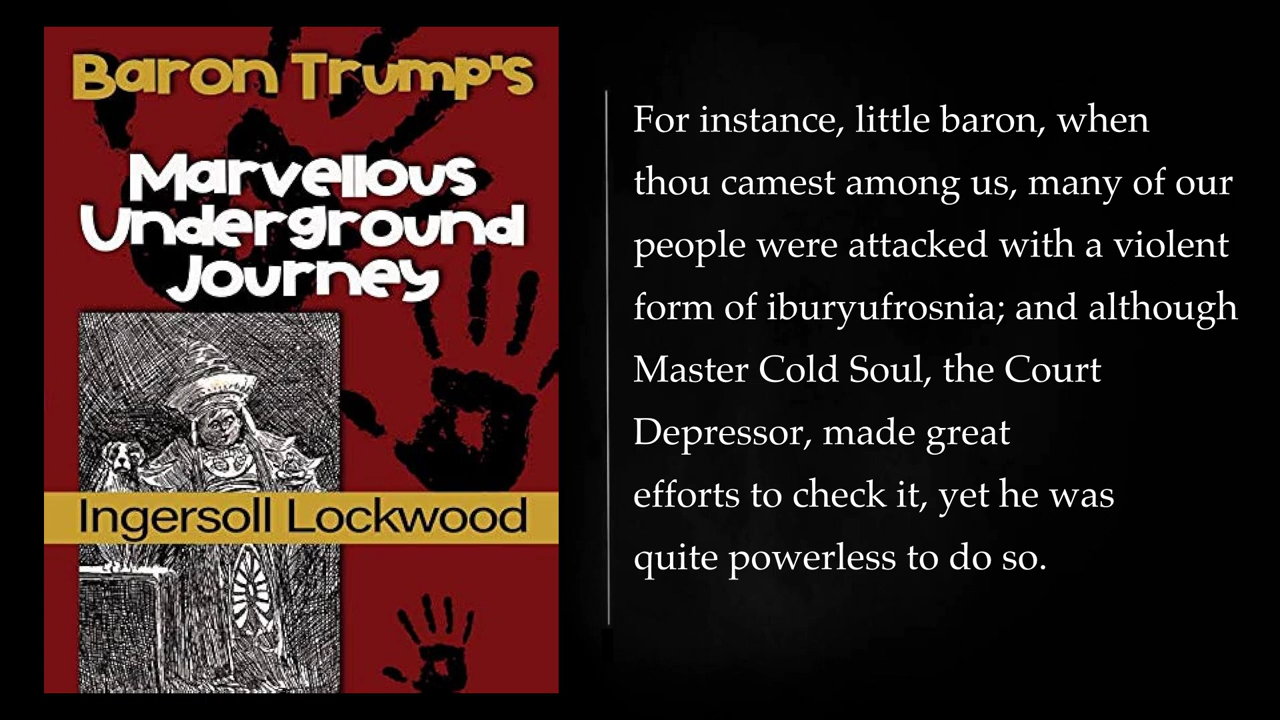 Baron Trump's
Marvellous
Underground
Journey
Ingersoll Lockwood
For instance, little baron, when
thou camest among us, many of our
people were attacked with a violent
form of iburyufrosnia; and although
Master Cold Soul, the Court
Depressor, made great
efforts to check it, yet he was
quite powerless to do so.